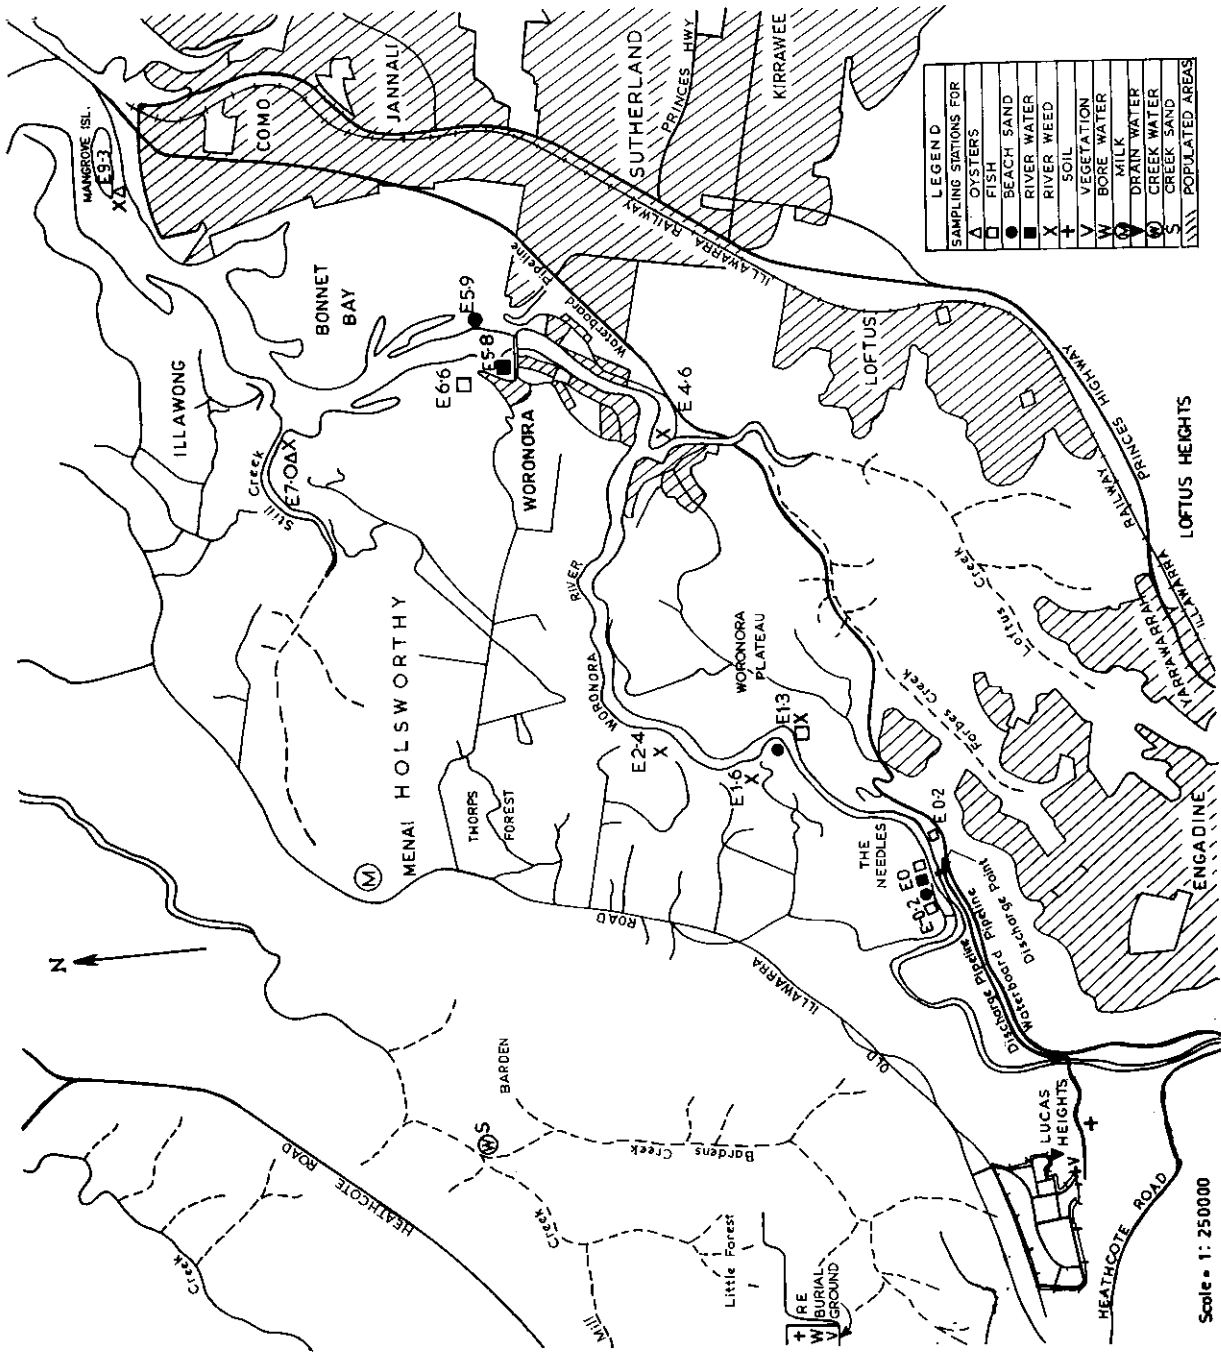 MANGROVE ISL.
E9·3
COMO
JANNALI
SUTHERLAND
PRINCES HWY
KIRRAWEE
ILLAWARRA RAILWAY
Waterboard Pipeline
BONNET
BAY
ILLAWONG
Still Creek
E7·0
E6·6
E5·9
E5·8
WORONORA
E4·6
LOFTUS
PRINCES HIGHWAY
ILLAWARRA RAILWAY
LOFTUS HEIGHTS
YARRAWARRAH
Loftus Creek
Forbes Creek
WORONORA
PLATEAU
WORONORA RIVER
HOLSWORTHY
MENAI
THORPS
FOREST
M
E2·4
E1·6
E1·3
THE
NEEDLES
E-0·2
E0
E0·2
Discharge Pipeline
Waterboard Pipeline
Discharge Point
ENGADINE
OLD ILLAWARRA ROAD
N
HEATHCOTE ROAD
Creek
BARDEN
W S
Bardens Creek
Mill Creek
Little Forest
RE
BURIAL
GROUND
W
V
LUCAS
HEIGHTS
V
HEATHCOTE ROAD
Scale = 1:250000
LEGEND
SAMPLING STATIONS FOR
OYSTERS
FISH
BEACH SAND
RIVER WATER
X RIVER WEED
+ SOIL
V VEGETATION
W BORE WATER
M MILK
DRAIN WATER
W CREEK WATER
S CREEK SAND
POPULATED AREAS